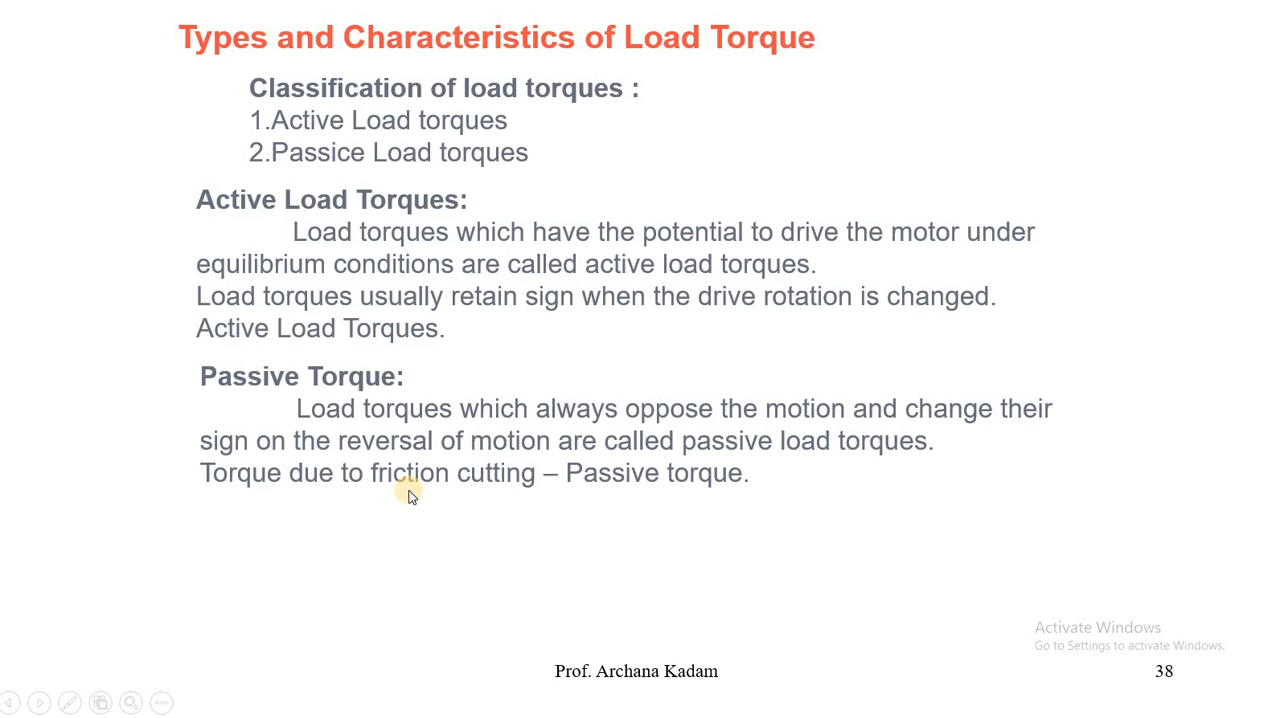 Types and Characteristics of Load Torque
Classification of load torques :
1.Active Load torques
2.Passice Load torques
Active Load Torques:
Load torques which have the potential to drive the motor under
equilibrium conditions are called active load torques.
Load torques usually retain sign when the drive rotation is changed.
Active Load Torques.
Passive Torque:
Load torques which always oppose the motion and change their
sign on the reversal of motion are called passive load torques.
Torque due to friction cutting – Passive torque.
Activate Windows
Go to Settings to activate Windows.
Prof. Archana Kadam
38